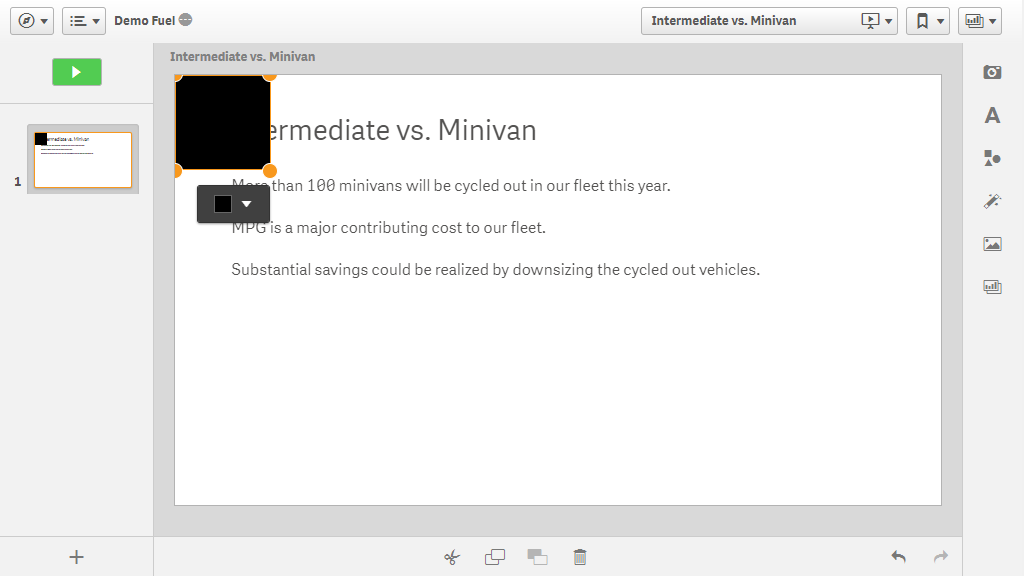 Demo Fuel
Intermediate vs. Minivan
Intermediate vs. Minivan
ermediate vs. Minivan
More than 100 minivans will be cycled out in our fleet this year.
MPG is a major contributing cost to our fleet.
Substantial savings could be realized by downsizing the cycled out vehicles.
1
A